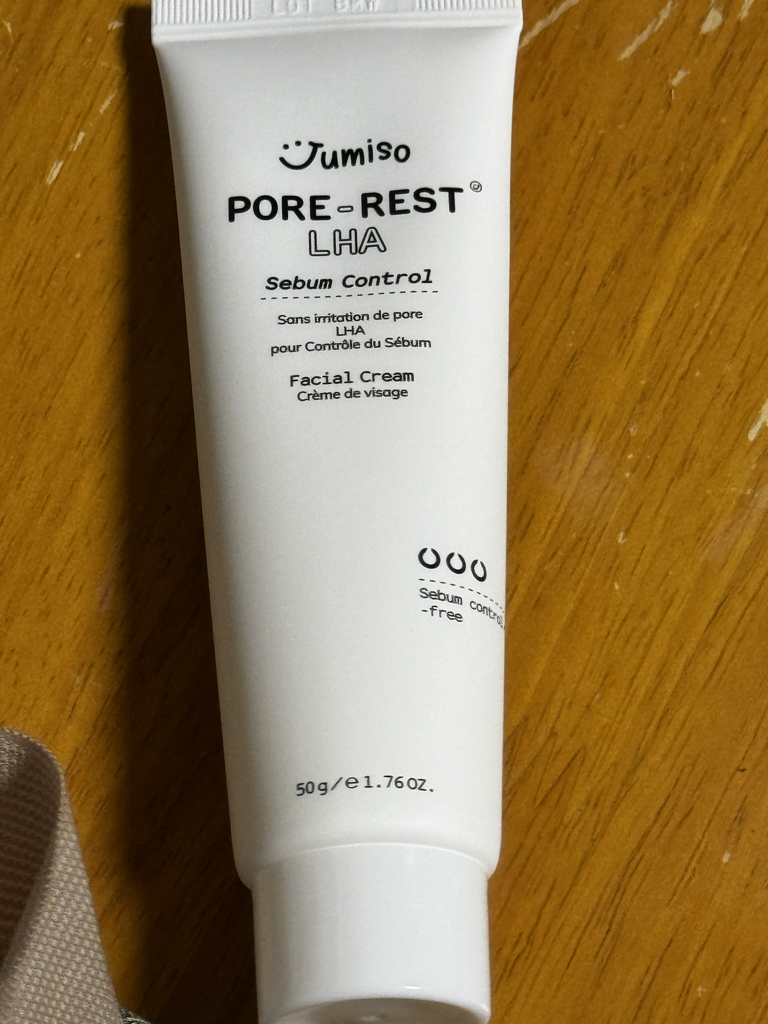 Jumiso
PORE-REST
LHA
Sebum Control
Sans irritation de pore
LHA
pour Contrôle du Sébum
Facial Cream
Crème de visage
Sebum control
-free
50g/℮1.76OZ.